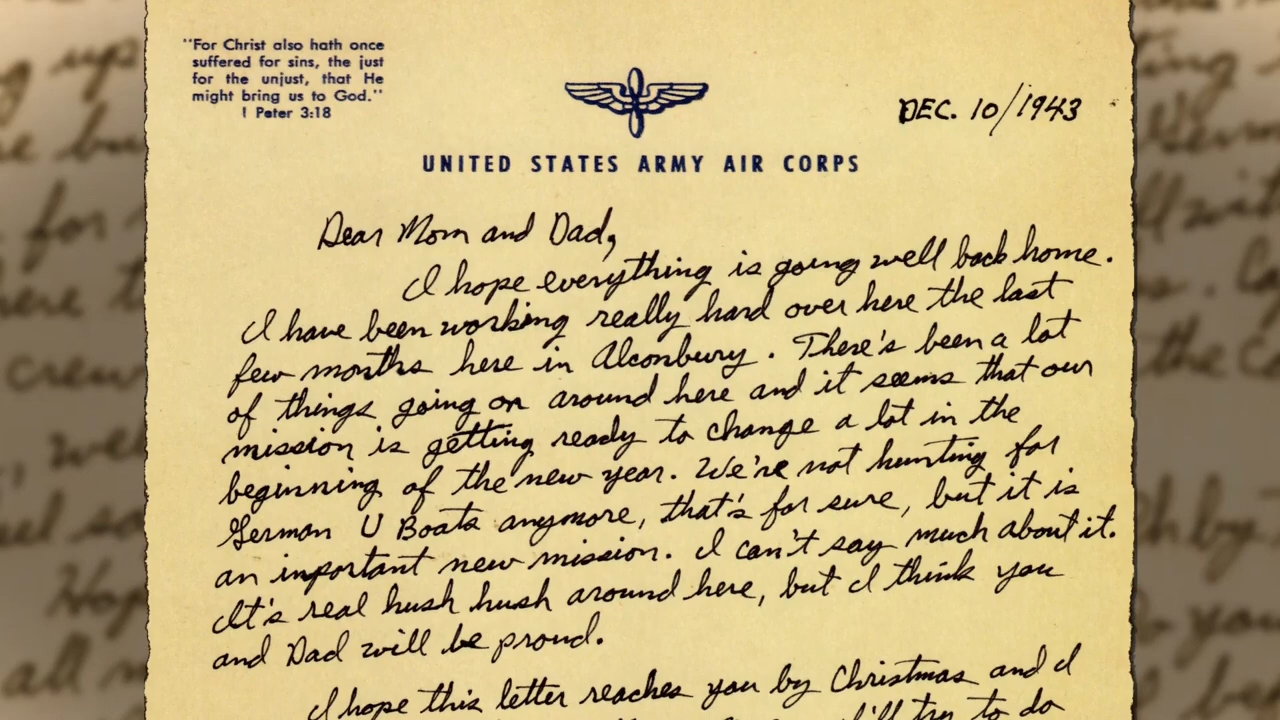 "For Christ also hath once
suffered for sins, the just
for the unjust, that He
might bring us to God."
I Peter 3:18
DEC. 10/1943
UNITED STATES ARMY AIR CORPS
Dear Mom and Dad,
I hope everything is going well back home.
I have been working really hard over here the last
few months here in Alconbury. There's been a lot
of things going on around here and it seems that our
mission is getting ready to change a lot in the
beginning of the new year. We're not hunting for
German U Boats anymore, that's for sure, but it is
an important new mission. I can't say much about it.
It's real hush hush around here, but I think you
and Dad will be proud.
I hope this letter reaches you by Christmas and I
I'll try to do